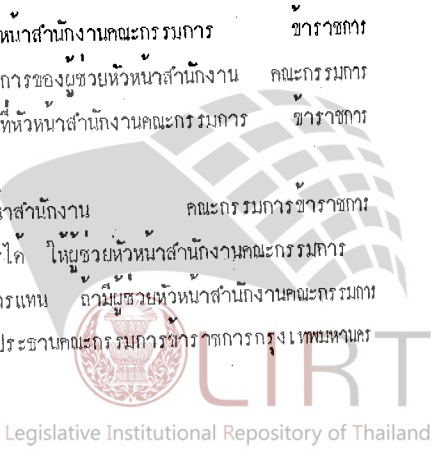 หน้าสำนักงานคณะกรรมการ ข้าราชการ
การของผู้ช่วยหัวหน้าสำนักงาน คณะกรรมการ
ที่หัวหน้าสำนักงานคณะกรรมการ ข้าราชการ
าสำนักงาน คณะกรรมการข้าราชการ
ได้ ให้ผู้ช่วยหัวหน้าสำนักงานคณะกรรมการ
รแทน ถ้ามีผู้ช่วยหัวหน้าสำนักงานคณะกรรมการ
ประธานคณะกรรมการข้าราชการกรุงเทพมหานคร
LIRT
Legislative Institutional Repository of Thailand